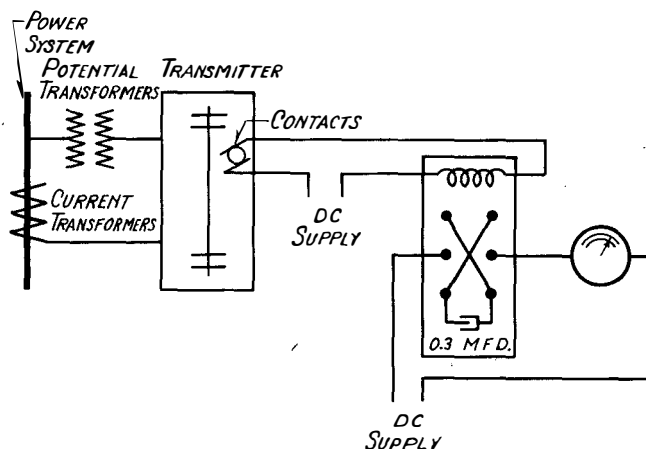 POWER
SYSTEM
POTENTIAL
TRANSFORMERS
TRANSMITTER
CONTACTS
CURRENT
TRANSFORMERS
DC
SUPPLY
0.3 MFD.
DC
SUPPLY